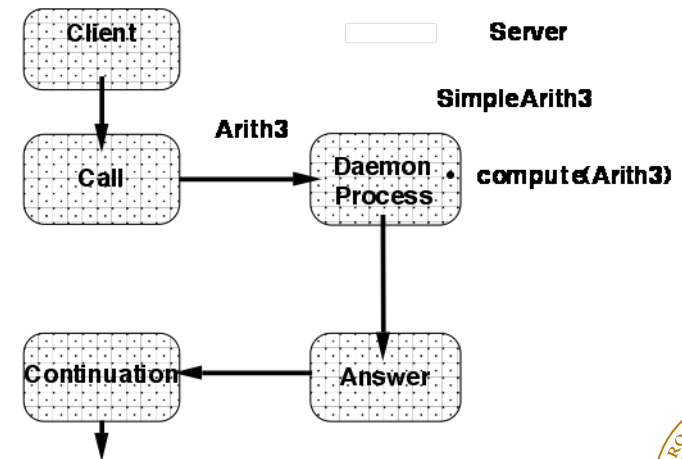 Client
Server
SimpleArith3
Arith3
Call
Daemon
Process
compute(Arith3)
Continuation
Answer